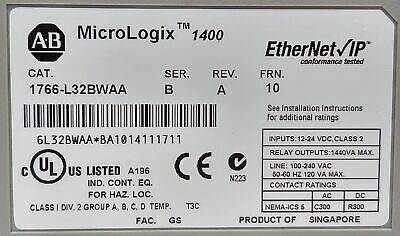 AB MicroLogix™ 1400
EtherNet/IP™
conformance tested
CAT. SER. REV. FRN.
1766-L32BWAA B A 10
See Installation Instructions
for additional ratings
6L32BWAA*BA1014111711
INPUTS:12-24 VDC,CLASS 2
RELAY OUTPUTS:1440VA MAX.
LINE: 100-240 VAC
50-60 HZ 120 VA MAX.
CONTACT RATINGS
AC DC
NEMA-ICS 5 C300 R300
C UL US LISTED A196
IND. CONT. EQ.
FOR HAZ. LOC.
N223
CLASS I DIV. 2 GROUP A, B, C, D TEMP. T3C
FAC. GS PRODUCT OF SINGAPORE